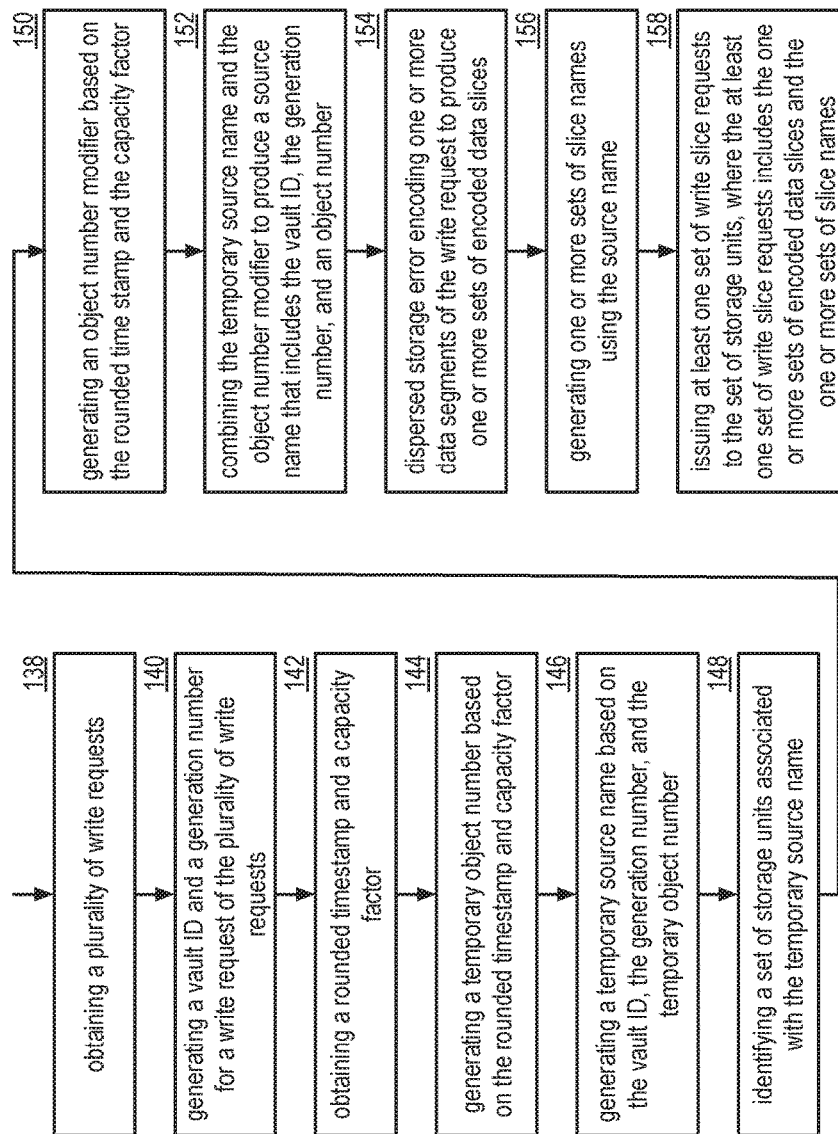 138
obtaining a plurality of write requests
140
generating a vault ID and a generation number
for a write request of the plurality of write
requests
142
obtaining a rounded timestamp and a capacity
factor
144
generating a temporary object number based
on the rounded timestamp and capacity factor
146
generating a temporary source name based on
the vault ID, the generation number, and the
temporary object number
148
identifying a set of storage units associated
with the temporary source name
150
generating an object number modifier based on
the rounded time stamp and the capacity factor
152
combining the temporary source name and the
object number modifier to produce a source
name that includes the vault ID, the generation
number, and an object number
154
dispersed storage error encoding one or more
data segments of the write request to produce
one or more sets of encoded data slices
156
generating one or more sets of slice names
using the source name
158
issuing at least one set of write slice requests
to the set of storage units, where the at least
one set of write slice requests includes the one
or more sets of encoded data slices and the
one or more sets of slice names